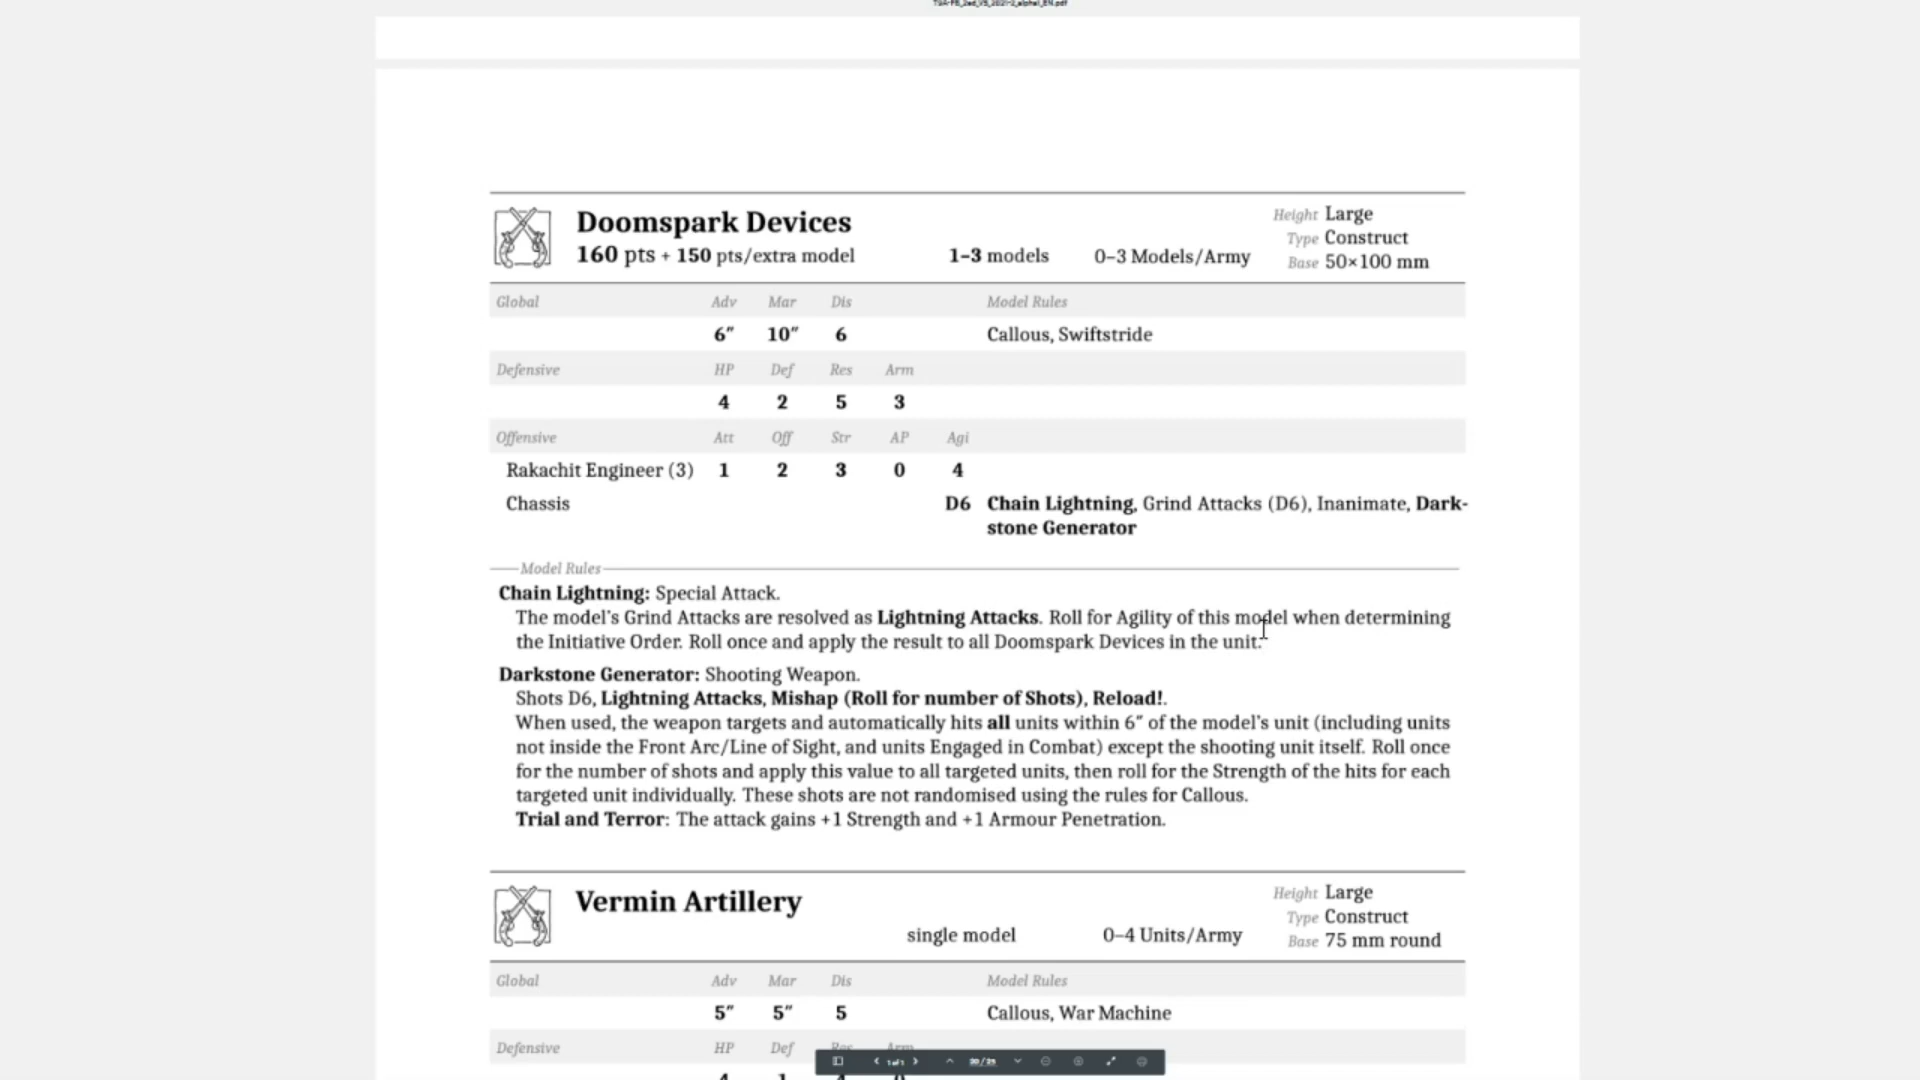 T9A-FB_2ed_VS_2021-2_alpha1_EN.pdf
Doomspark Devices
160 pts + 150 pts/extra model 1–3 models 0–3 Models/Army
Height Large
Type Construct
Base 50×100 mm
Global Adv Mar Dis Model Rules
6″ 10″ 6 Callous, Swiftstride
Defensive HP Def Res Arm
4 2 5 3
Offensive Att Off Str AP Agi
Rakachit Engineer (3) 1 2 3 0 4
Chassis D6 Chain Lightning, Grind Attacks (D6), Inanimate, Dark-
stone Generator
Model Rules
Chain Lightning: Special Attack.
The model’s Grind Attacks are resolved as Lightning Attacks. Roll for Agility of this model when determining
the Initiative Order. Roll once and apply the result to all Doomspark Devices in the unit.
Darkstone Generator: Shooting Weapon.
Shots D6, Lightning Attacks, Mishap (Roll for number of Shots), Reload!.
When used, the weapon targets and automatically hits all units within 6″ of the model’s unit (including units
not inside the Front Arc/Line of Sight, and units Engaged in Combat) except the shooting unit itself. Roll once
for the number of shots and apply this value to all targeted units, then roll for the Strength of the hits for each
targeted unit individually. These shots are not randomised using the rules for Callous.
Trial and Terror: The attack gains +1 Strength and +1 Armour Penetration.
Vermin Artillery
single model 0–4 Units/Army
Height Large
Type Construct
Base 75 mm round
Global Adv Mar Dis Model Rules
5″ 5″ 5 Callous, War Machine
Defensive HP Def Res Arm
1 of 1